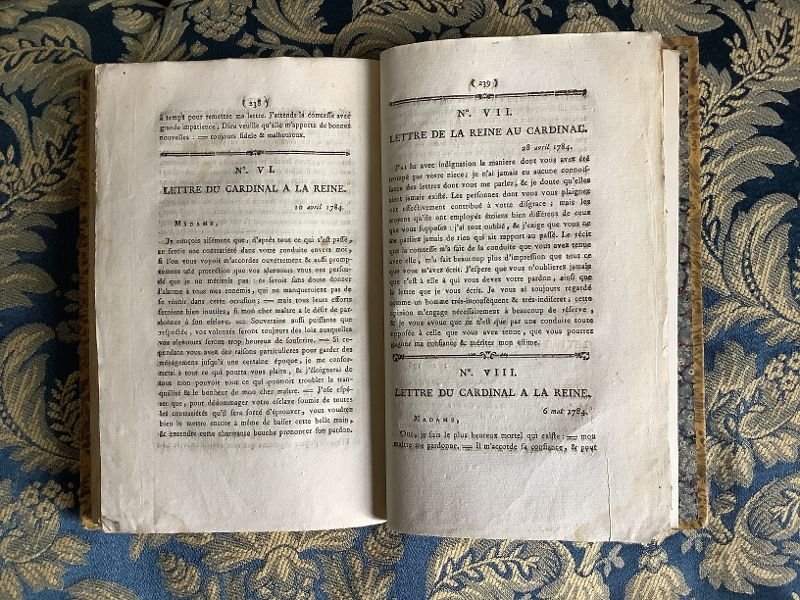 ( 238 )
à temps pour remettre ma lettre. J'attends la comtesse avec
grande impatience; Dieu veuille qu'elle m'apporte de bonnes
nouvelles : = toujours fidele & malheureux.
N°. VI.
LETTRE DU CARDINAL A LA REINE.
10 avril 1784.
MADAME,
Je conçois aisément que, d'après tout ce qui s'est passé,
ce seroit une contrariété dans votre conduite envers moi,
si l'on vous voyoit m'accorder ouvertement & aussi promp-
tement une protection que vos alentours vous ont persua-
dé que je ne méritois pas : ce seroit sans doute donner
l'alarme à tous mes ennemis, qui ne manqueroient pas de
se réunir dans cette occasion; — mais tous leurs efforts
seroient bien inutiles, si mon cher maître a le désir de par-
donner à son esclave. — Souveraine aussi puissante que
respectée, vos volontés seront toujours des loix auxquelles
vos alentours seront trop heureux de souscrire. — Si ce-
pendant vous avez des raisons particulieres pour garder des
ménagemens jusqu'à une certaine époque, je me confor-
merai à tout ce qui pourra vous plaire, & j'éloignerai de
tout mon pouvoir tout ce qui pourroit troubler la tran-
quillité & le bonheur de mon cher maître. — J'ose espé-
rer que, pour dédommager votre esclave soumis de toutes
les contrariétés qu'il sera forcé d'éprouver, vous voudrez
bien le mettre encore à même de baiser cette belle main,
& entendre cette charmante bouche prononcer son pardon.
( 239 )
N°. VII.
LETTRE DE LA REINE AU CARDINAL.
28 avril 1784.
J'AI lu avec indignation la maniere dont vous avez été
trompé par votre niece; je n'ai jamais eu aucune connois-
sance des lettres dont vous me parlez, & je doute qu'elles
aient jamais existé. Les personnes dont vous vous plaignez
ont effectivement contribué à votre disgrace; mais les
moyens qu'ils ont employés étoient bien différens de ceux
que vous supposez; j'ai tout oublié, & j'exige que vous ne
me parliez jamais de rien qui ait rapport au passé. Le récit
que la comtesse m'a fait de la conduite que vous avez tenue
avec elle, m'a fait beaucoup plus d'impression que tout ce
que vous m'avez écrit. J'espere que vous n'oublierez jamais
que c'est à elle à qui vous devez votre pardon, ainsi que
la lettre que je vous écris. Je vous ai toujours regardé
comme un homme très-inconséquent & très-indiscret; cette
opinion m'engage nécessairement à beaucoup de réserve,
& je vous avoue que ce n'est que par une conduite toute
opposée à celle que vous avez tenue, que vous pourrez
gagner ma confiance & mériter mon estime.
N°. VIII.
LETTRE DU CARDINAL A LA REINE.
6 mai 1784.
MADAME,
Oui, je suis le plus heureux mortel qui existe; — mon
maître me pardonne. = Il m'accorde sa confiance, & pour